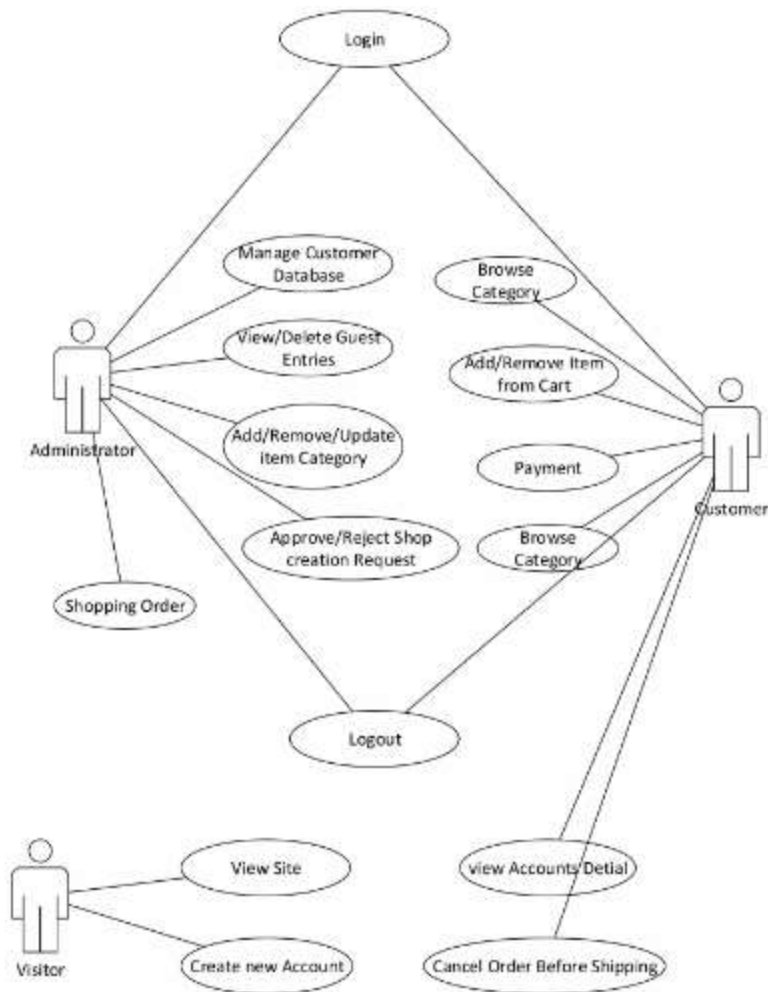 Login
Manage Customer
Database
Browse
Category
View/Delete Guest
Entries
Add/Remove Item
from Cart
Administrator
Add/Remove/Update
item Category
Payment
Customer
Approve/Reject Shop
creation Request
Browse
Category
Shopping Order
Logout
View Site
view Accounts Detial
Visitor
Create new Account
Cancel Order Before Shipping